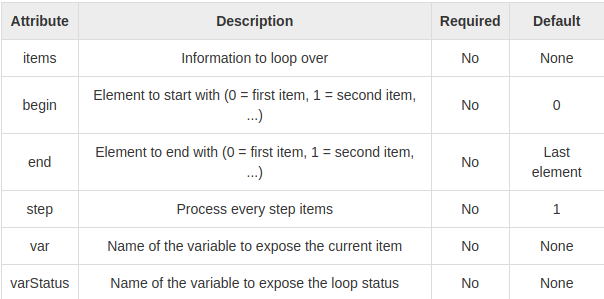 Attribute Description Required Default
items Information to loop over No None
begin Element to start with (0 = first item, 1 = second item, ...) No 0
end Element to end with (0 = first item, 1 = second item, ...) No Last element
step Process every step items No 1
var Name of the variable to expose the current item No None
varStatus Name of the variable to expose the loop status No None